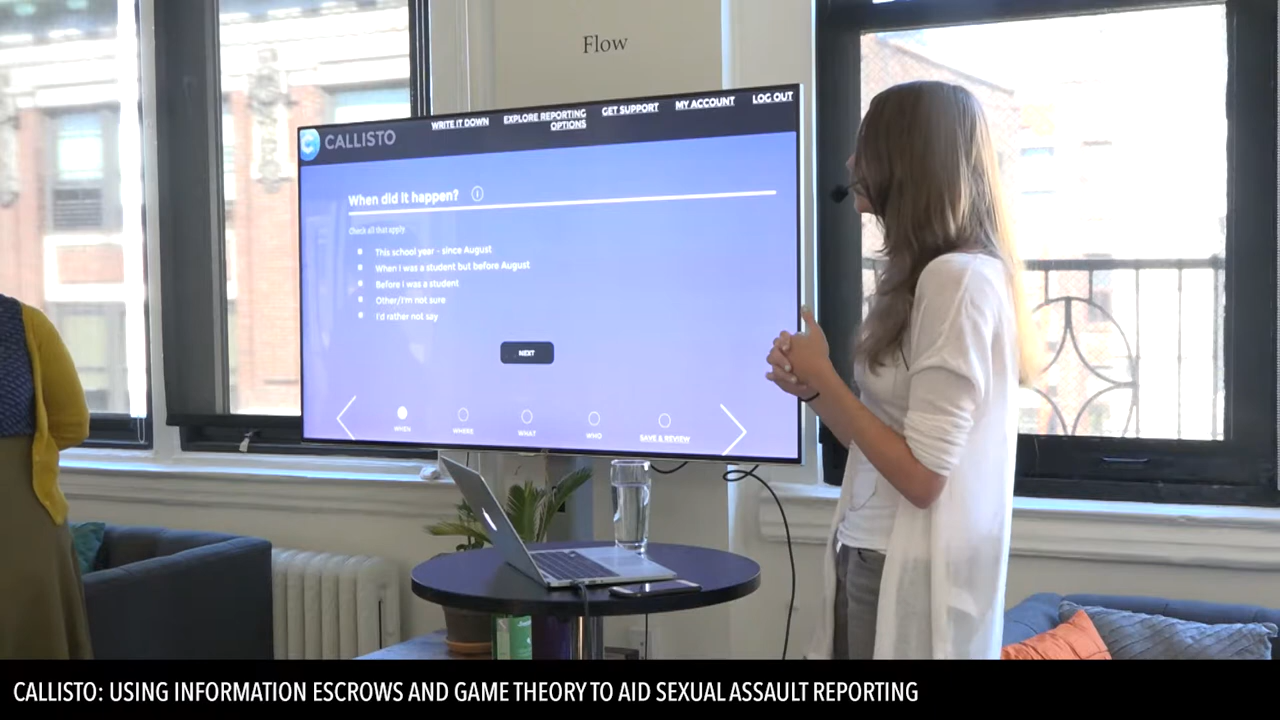 Flow
CALLISTO
WRITE IT DOWN
EXPLORE REPORTING
OPTIONS
GET SUPPORT
MY ACCOUNT
LOG OUT
When did it happen?
i
Check all that apply
This school year - since August
When I was a student but before August
Before I was a student
Other/I'm not sure
I'd rather not say
NEXT
WHEN
WHERE
WHAT
WHO
SAVE & REVIEW
CALLISTO: USING INFORMATION ESCROWS AND GAME THEORY TO AID SEXUAL ASSAULT REPORTING